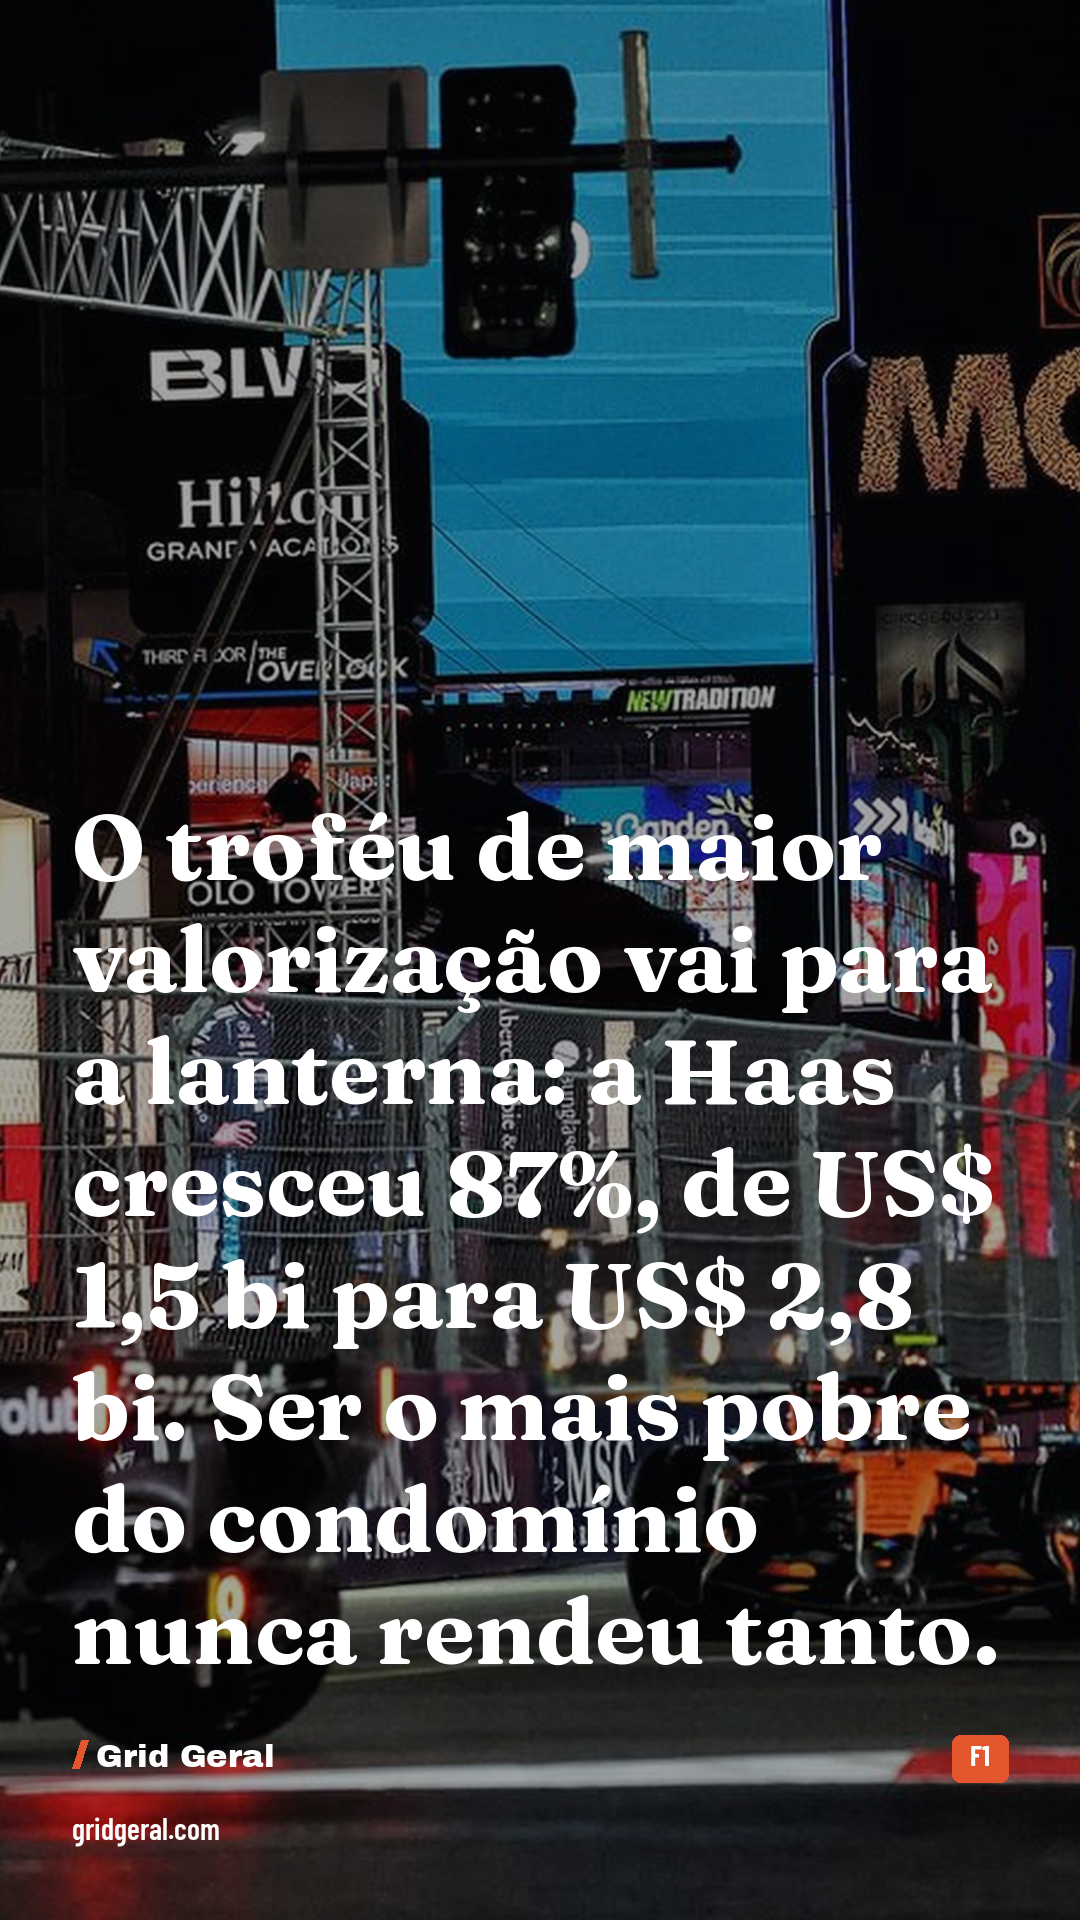 BLVD
Hilton
GRAND VACATIONS
THIRD FLOOR / THE
OVERLOOK
NEWTRADITION
O troféu de maior
valorização vai para
a lanterna: a Haas
cresceu 87%, de US$
1,5 bi para US$ 2,8
bi. Ser o mais pobre
do condomínio
nunca rendeu tanto.
MSC
/ Grid Geral
F1
gridgeral.com